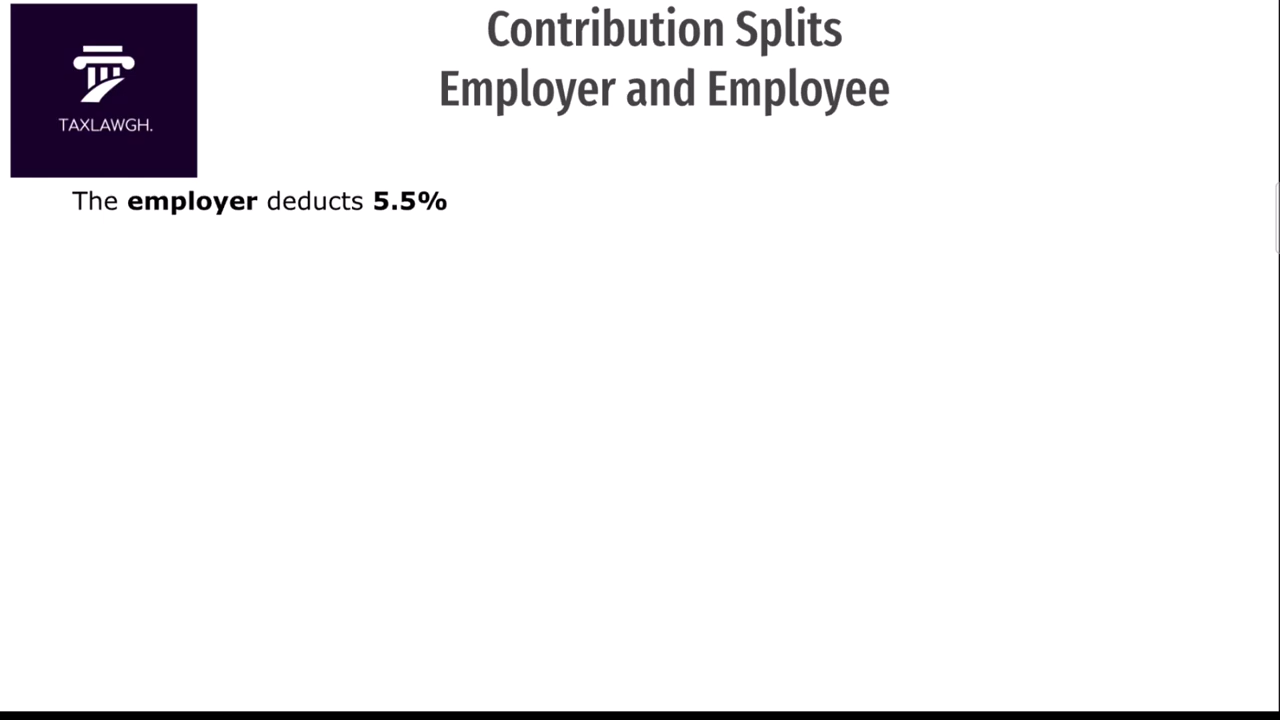 Contribution Splits
Employer and Employee
TAXLAWGH.
The employer deducts 5.5%